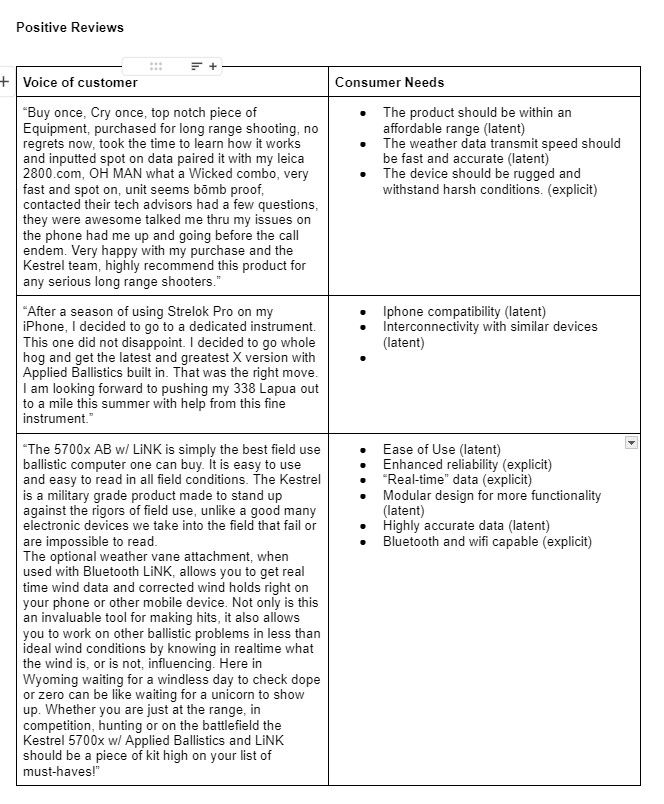 Positive Reviews
Voice of customer
Consumer Needs
“Buy once, Cry once, top notch piece of
Equipment, purchased for long range shooting, no
regrets now, took the time to learn how it works
and inputted spot on data paired it with my leica
2800.com, OH MAN what a Wicked combo, very
fast and spot on, unit seems bōmb proof,
contacted their tech advisors had a few questions,
they were awesome talked me thru my issues on
the phone had me up and going before the call
endem. Very happy with my purchase and the
Kestrel team, highly recommend this product for
any serious long range shooters.”
• The product should be within an
affordable range (latent)
• The weather data transmit speed should
be fast and accurate (latent)
• The device should be rugged and
withstand harsh conditions. (explicit)
“After a season of using Strelok Pro on my
iPhone, I decided to go to a dedicated instrument.
This one did not disappoint. I decided to go whole
hog and get the latest and greatest X version with
Applied Ballistics built in. That was the right move.
I am looking forward to pushing my 338 Lapua out
to a mile this summer with help from this fine
instrument.”
• Iphone compatibility (latent)
• Interconnectivity with similar devices
(latent)
•
“The 5700x AB w/ LiNK is simply the best field use
ballistic computer one can buy. It is easy to use
and easy to read in all field conditions. The Kestrel
is a military grade product made to stand up
against the rigors of field use, unlike a good many
electronic devices we take into the field that fail or
are impossible to read.
The optional weather vane attachment, when
used with Bluetooth LiNK, allows you to get real
time wind data and corrected wind holds right on
your phone or other mobile device. Not only is this
an invaluable tool for making hits, it also allows
you to work on other ballistic problems in less than
ideal wind conditions by knowing in realtime what
the wind is, or is not, influencing. Here in
Wyoming waiting for a windless day to check dope
or zero can be like waiting for a unicorn to show
up. Whether you are just at the range, in
competition, hunting or on the battlefield the
Kestrel 5700x w/ Applied Ballistics and LiNK
should be a piece of kit high on your list of
must-haves!”
• Ease of Use (latent)
• Enhanced reliability (explicit)
• “Real-time” data (explicit)
• Modular design for more functionality
(latent)
• Highly accurate data (latent)
• Bluetooth and wifi capable (explicit)